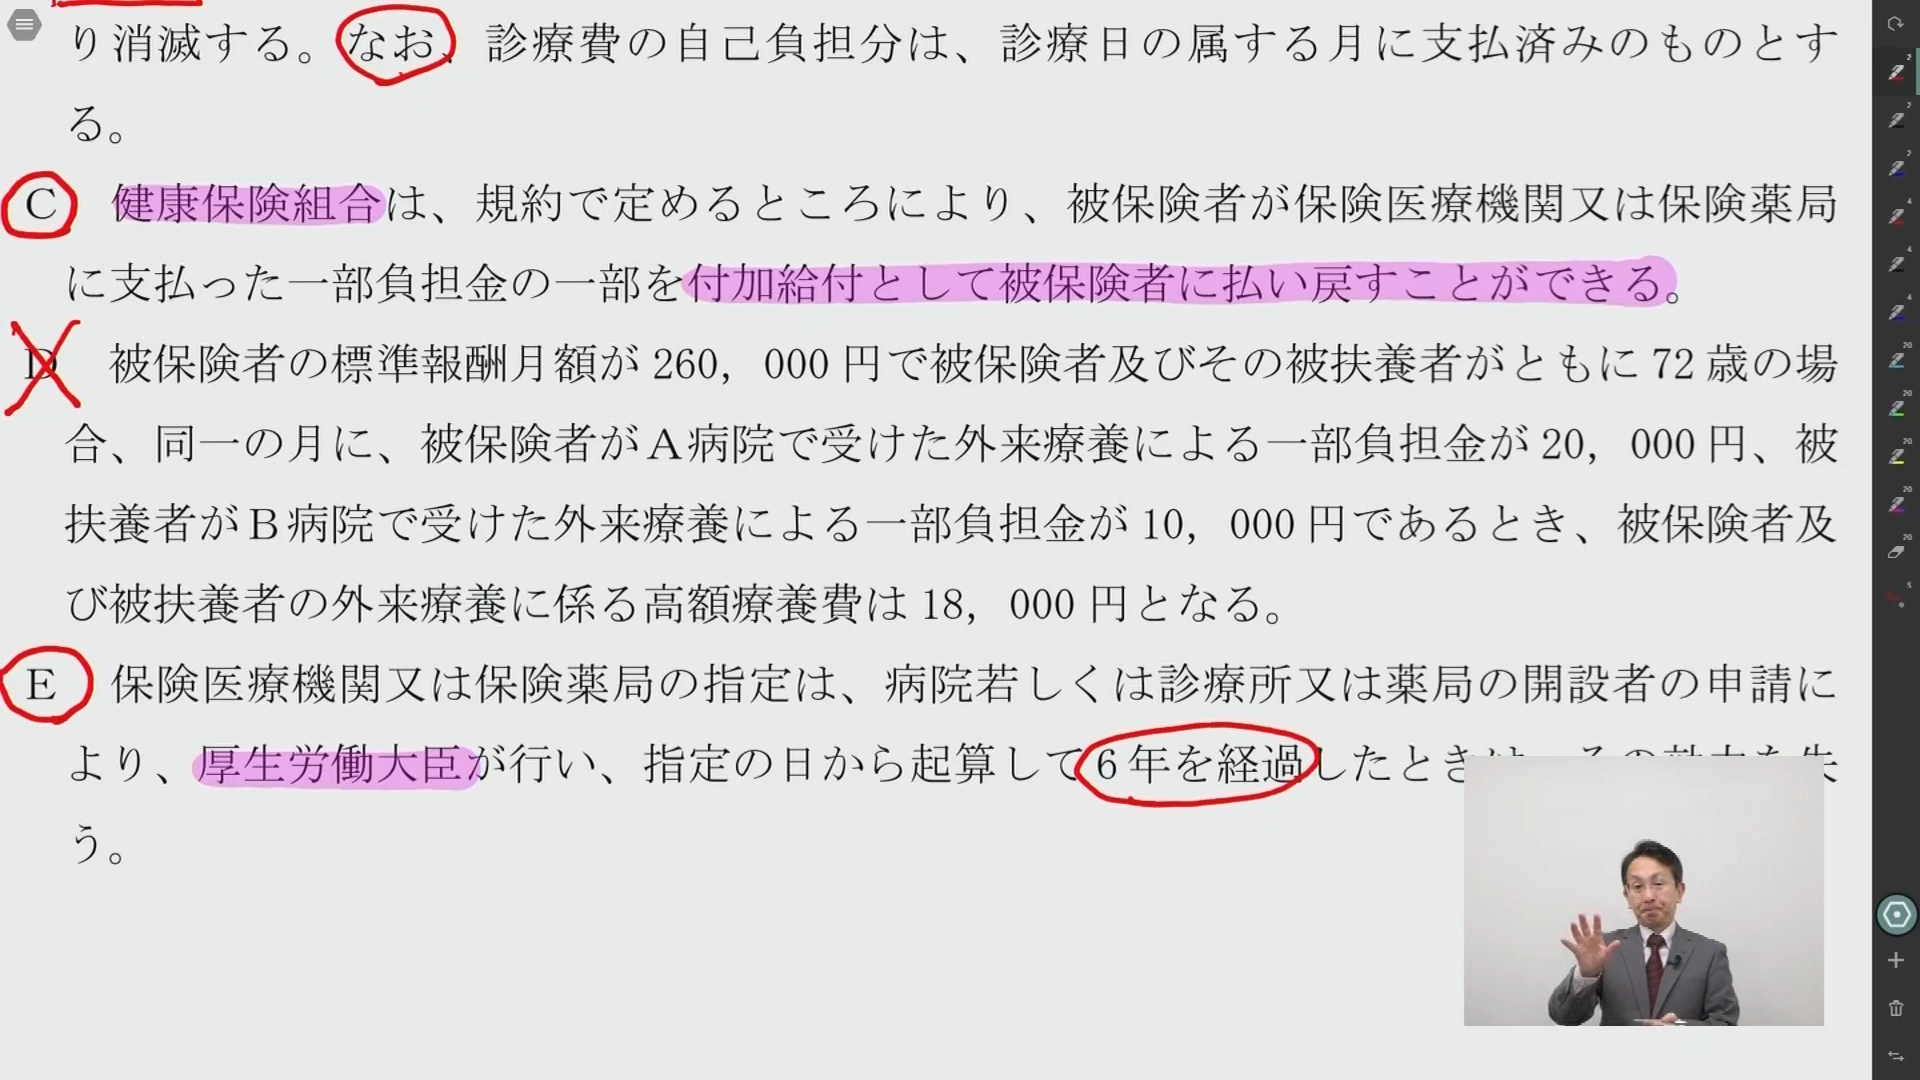 り消滅する。なお、診療費の自己負担分は、診療日の属する月に支払済みのものとす
る。
C 健康保険組合は、規約で定めるところにより、被保険者が保険医療機関又は保険薬局
に支払った一部負担金の一部を付加給付として被保険者に払い戻すことができる。
D 被保険者の標準報酬月額が260,000円で被保険者及びその被扶養者がともに72歳の場
合、同一の月に、被保険者がA病院で受けた外来療養による一部負担金が20,000円、被
扶養者がB病院で受けた外来療養による一部負担金が10,000円であるとき、被保険者及
び被扶養者の外来療養に係る高額療養費は18,000円となる。
E 保険医療機関又は保険薬局の指定は、病院若しくは診療所又は薬局の開設者の申請に
より、厚生労働大臣が行い、指定の日から起算して6年を経過したときは、その効力を失
う。